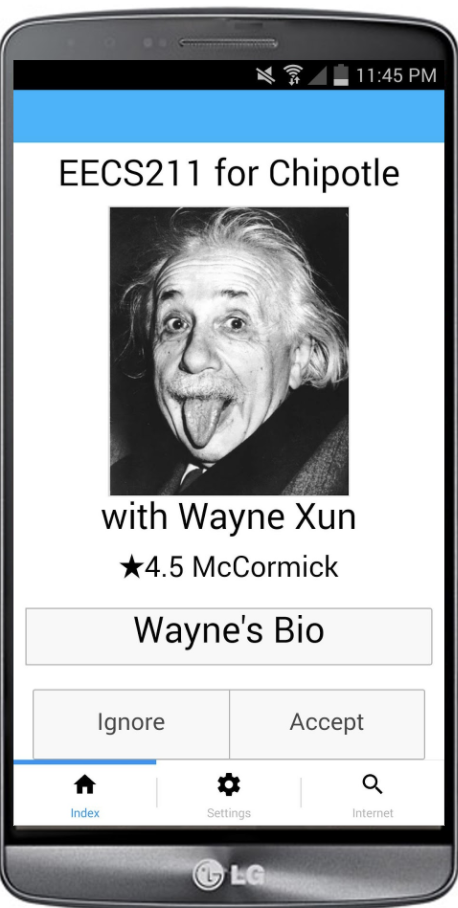 11:45 PM
EECS211 for Chipotle
with Wayne Xun
★4.5 McCormick
Wayne's Bio
Ignore Accept
Index Settings Internet
LG LG